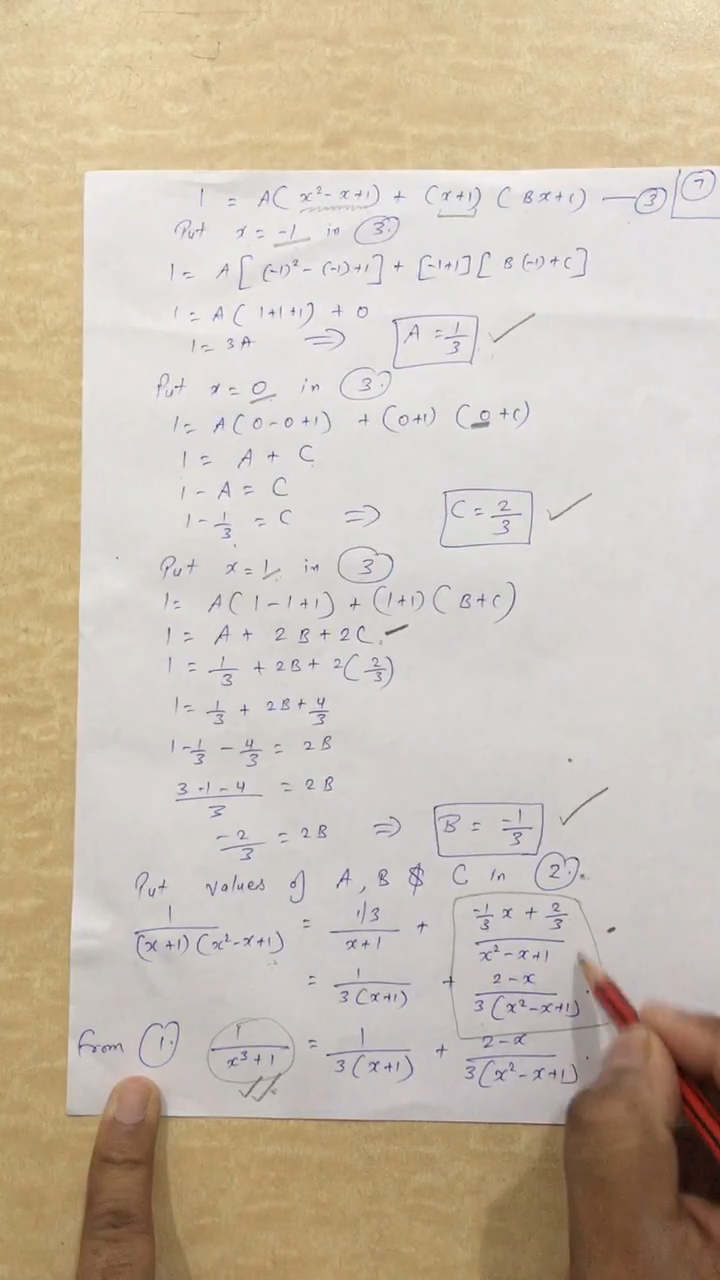 1 = A(x²-x+1) + (x+1) (Bx+C) — ③ ⑦
Put x = -1 in ③.
1 = A[(-1)²-(-1)+1] + [-1+1][B(-1)+C]
1 = A(1+1+1) + 0
1 = 3A ⇒ A = 1/3 ✓
Put x = 0 in ③.
1 = A(0-0+1) + (0+1) (0+C)
1 = A + C
1 - A = C
1 - 1/3 = C ⇒ C = 2/3 ✓
Put x = 1 in ③
1 = A(1-1+1) + (1+1)(B+C)
1 = A + 2B + 2C.
1 = 1/3 + 2B + 2(2/3)
1 = 1/3 + 2B + 4/3
1 - 1/3 - 4/3 = 2B
(3-1-4)/3 = 2B
-2/3 = 2B ⇒ B = -1/3 ✓
Put values of A, B & C in ②.
1/((x+1)(x²-x+1)) = (1/3)/(x+1) + (-1/3 x + 2/3)/(x²-x+1)
= 1/(3(x+1)) + (2-x)/(3(x²-x+1)).
From ①. 1/(x³+1) = 1/(3(x+1)) + (2-x)/(3(x²-x+1)).